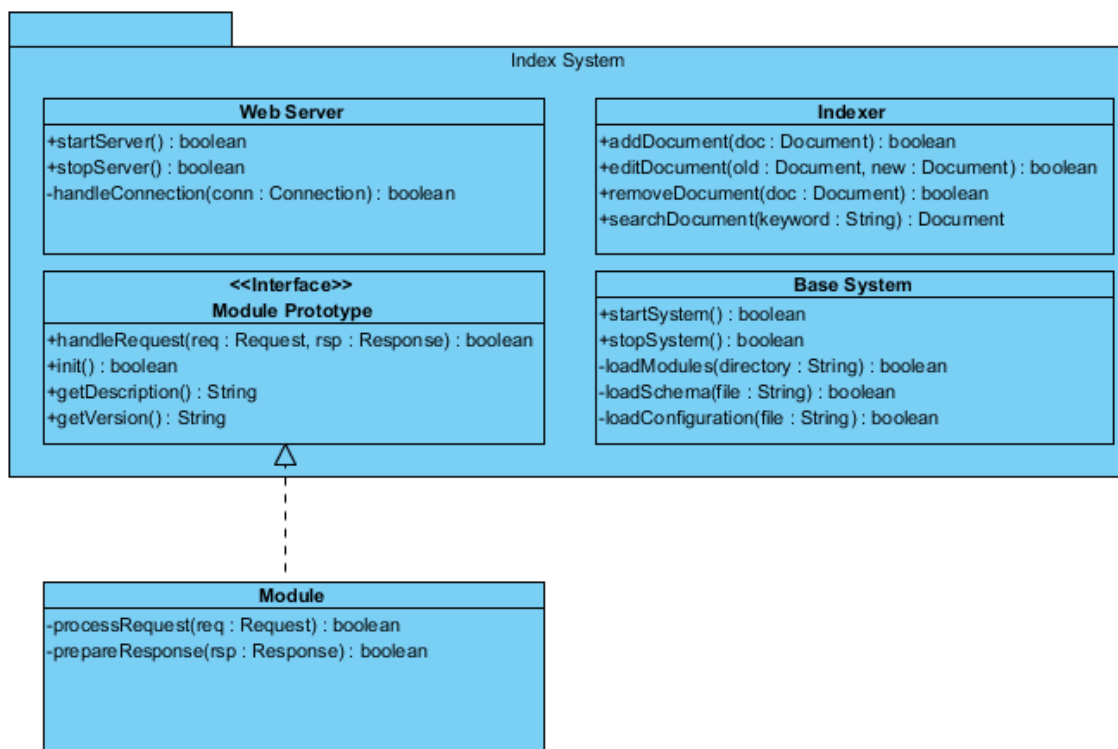 Index System
Web Server
+startServer() : boolean
+stopServer() : boolean
-handleConnection(conn : Connection) : boolean
Indexer
+addDocument(doc : Document) : boolean
+editDocument(old : Document, new : Document) : boolean
+removeDocument(doc : Document) : boolean
+searchDocument(keyword : String) : Document
<<Interface>>
Module Prototype
+handleRequest(req : Request, rsp : Response) : boolean
+init() : boolean
+getDescription() : String
+getVersion() : String
Base System
+startSystem() : boolean
+stopSystem() : boolean
-loadModules(directory : String) : boolean
-loadSchema(file : String) : boolean
-loadConfiguration(file : String) : boolean
Module
-processRequest(req : Request) : boolean
-prepareResponse(rsp : Response) : boolean